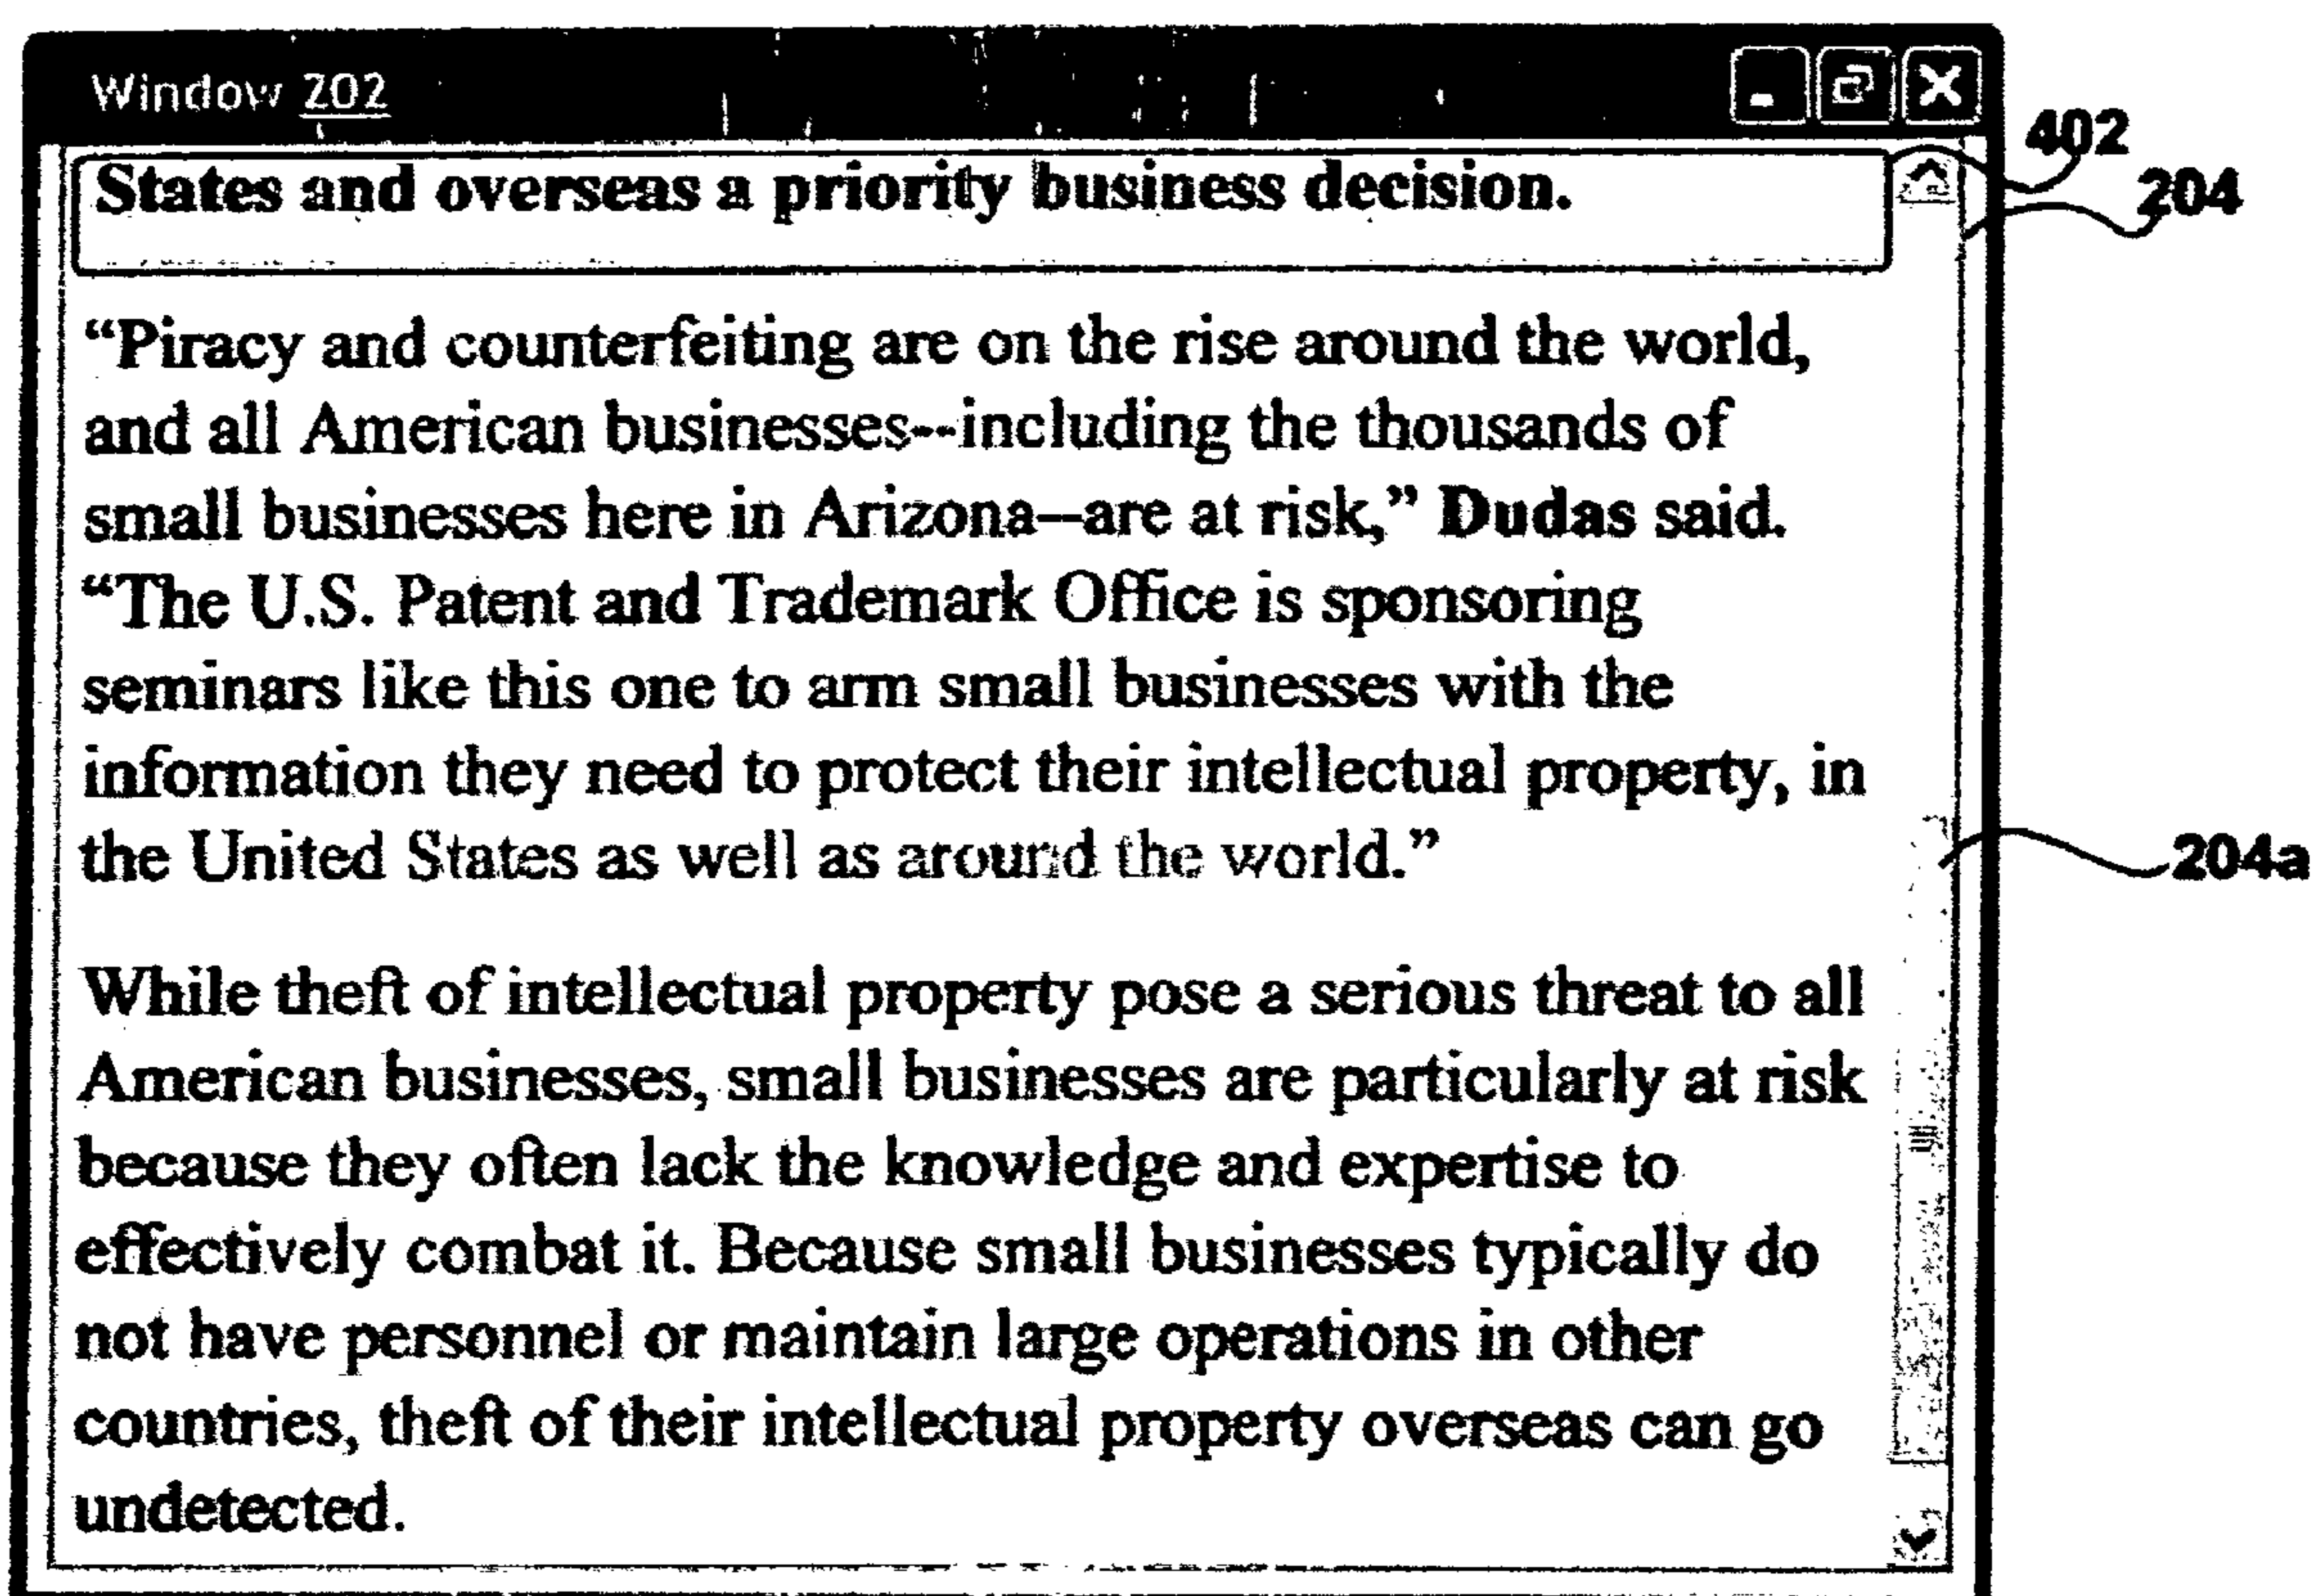 Window 202
402
States and overseas a priority business decision.
204
“Piracy and counterfeiting are on the rise around the world,
and all American businesses--including the thousands of
small businesses here in Arizona--are at risk,” Dudas said.
“The U.S. Patent and Trademark Office is sponsoring
seminars like this one to arm small businesses with the
information they need to protect their intellectual property, in
the United States as well as around the world.”
204a
While theft of intellectual property pose a serious threat to all
American businesses, small businesses are particularly at risk
because they often lack the knowledge and expertise to
effectively combat it. Because small businesses typically do
not have personnel or maintain large operations in other
countries, theft of their intellectual property overseas can go
undetected.